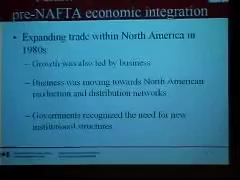 pre-NAFTA economic integration
• Expanding trade within North America in
1980s
– Growth was also led by business
– Business was moving towards North American
production and distribution networks
– Governments recognized the need for new
institutional structures